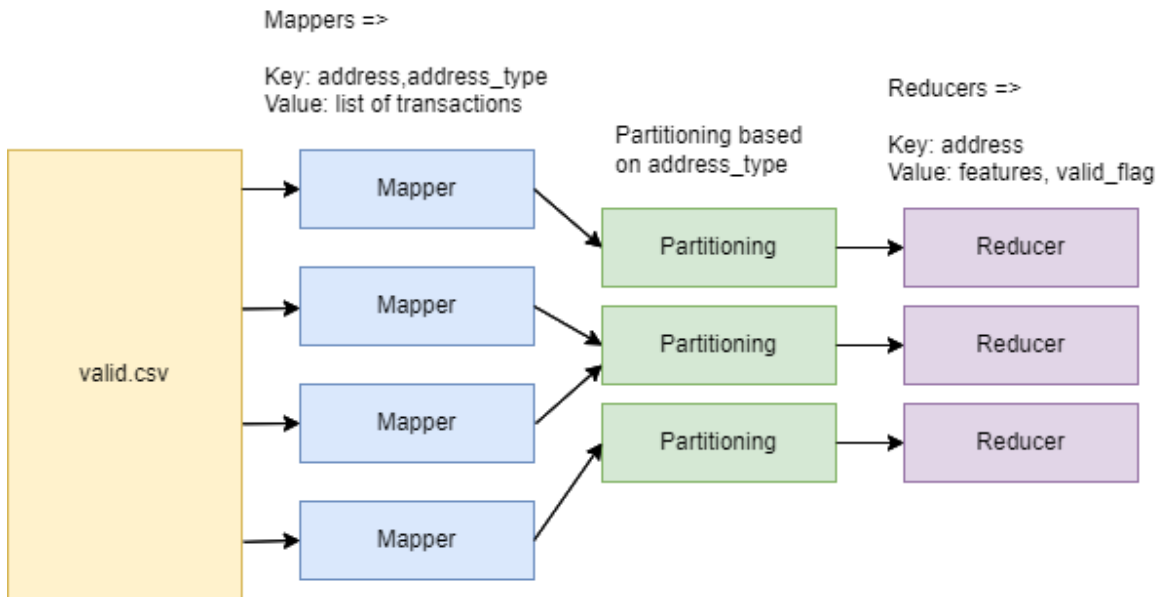 Mappers =>
Key: address,address_type
Value: list of transactions
Reducers =>
Key: address
Value: features, valid_flag
Partitioning based
on address_type
valid.csv
Mapper
Mapper
Mapper
Mapper
Partitioning
Partitioning
Partitioning
Reducer
Reducer
Reducer